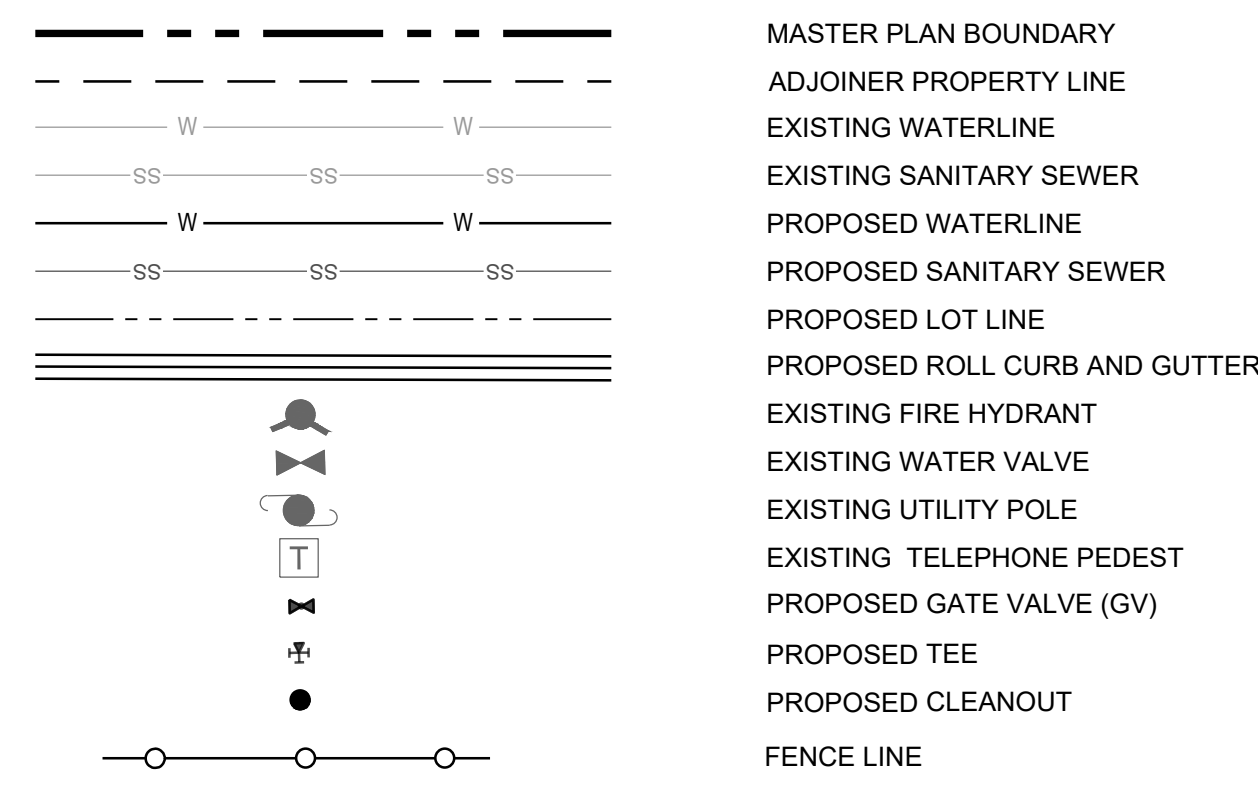 MASTER PLAN BOUNDARY
ADJOINER PROPERTY LINE
W W EXISTING WATERLINE
SS SS SS EXISTING SANITARY SEWER
W W PROPOSED WATERLINE
SS SS SS PROPOSED SANITARY SEWER
PROPOSED LOT LINE
PROPOSED ROLL CURB AND GUTTER
EXISTING FIRE HYDRANT
EXISTING WATER VALVE
EXISTING UTILITY POLE
T EXISTING TELEPHONE PEDEST
PROPOSED GATE VALVE (GV)
PROPOSED TEE
PROPOSED CLEANOUT
FENCE LINE